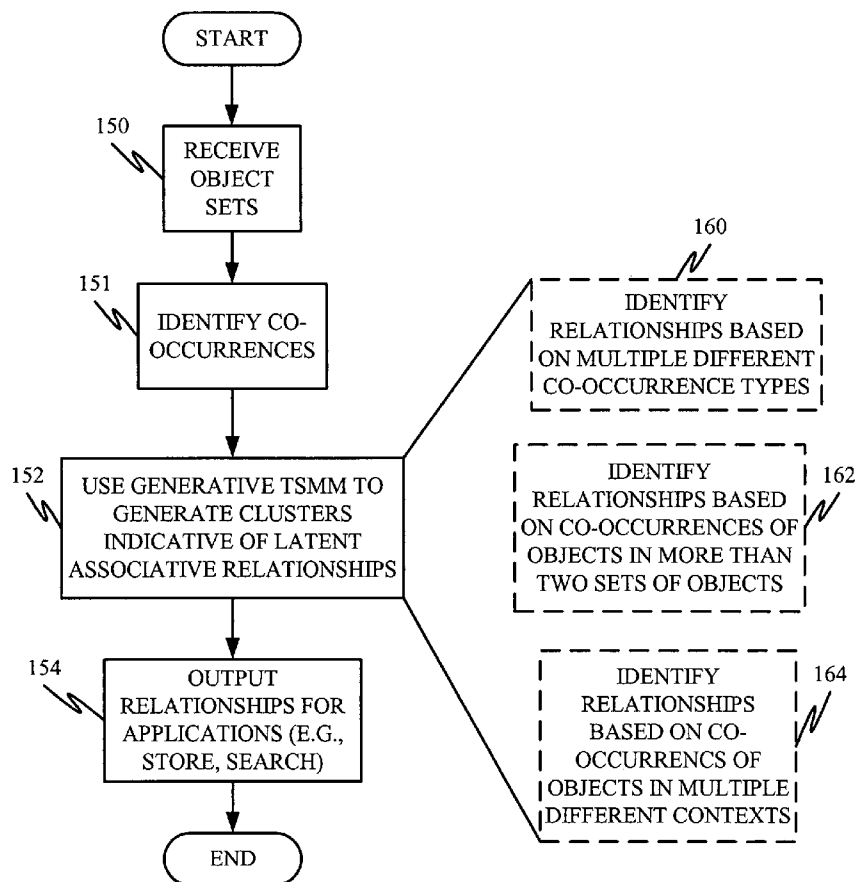 START
150
RECEIVE
OBJECT
SETS
151
IDENTIFY CO-
OCCURRENCES
152
USE GENERATIVE TSMM TO
GENERATE CLUSTERS
INDICATIVE OF LATENT
ASSOCIATIVE RELATIONSHIPS
154
OUTPUT
RELATIONSHIPS FOR
APPLICATIONS (E.G.,
STORE, SEARCH)
END
160
IDENTIFY
RELATIONSHIPS BASED
ON MULTIPLE DIFFERENT
CO-OCCURRENCE TYPES
162
IDENTIFY
RELATIONSHIPS BASED
ON CO-OCCURRENCES OF
OBJECTS IN MORE THAN
TWO SETS OF OBJECTS
164
IDENTIFY
RELATIONSHIPS
BASED ON CO-
OCCURRENCS OF
OBJECTS IN MULTIPLE
DIFFERENT CONTEXTS